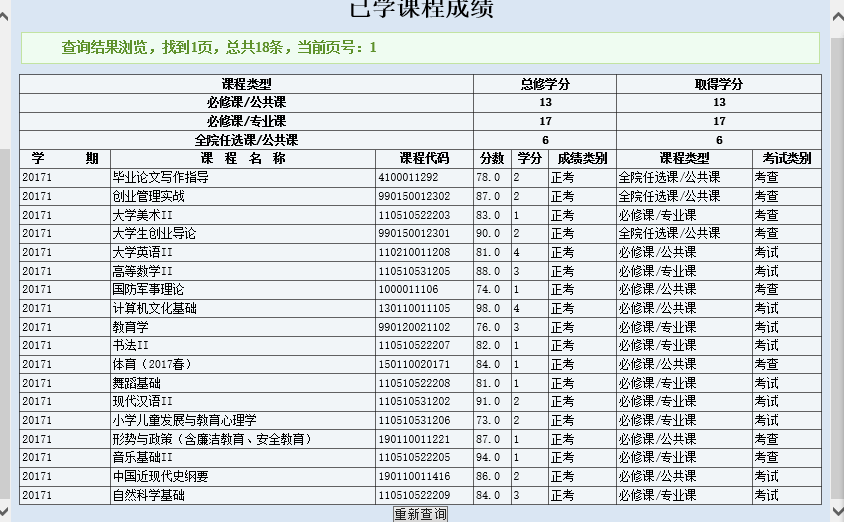 已学课程成绩
查询结果浏览，找到1页，总共18条，当前页号：1
课程类型 总修学分 取得学分
必修课/公共课 13 13
必修课/专业课 17 17
全院任选课/公共课 6 6
学 期 课 程 名 称 课程代码 分数 学分 成绩类别 课程类型 考试类别
20171 毕业论文写作指导 4100011292 78.0 2 正考 全院任选课/公共课 考查
20171 创业管理实战 990150012302 87.0 2 正考 全院任选课/公共课 考查
20171 大学美术II 110510522203 83.0 1 正考 必修课/专业课 考查
20171 大学生创业导论 990150012301 90.0 2 正考 全院任选课/公共课 考查
20171 大学英语II 110210011208 81.0 4 正考 必修课/公共课 考试
20171 高等数学II 110510531205 88.0 3 正考 必修课/专业课 考试
20171 国防军事理论 1000011106 74.0 1 正考 必修课/公共课 考查
20171 计算机文化基础 130110011105 98.0 4 正考 必修课/公共课 考试
20171 教育学 990120021102 76.0 3 正考 必修课/专业课 考试
20171 书法II 110510522207 82.0 1 正考 必修课/专业课 考试
20171 体育（2017春） 150110020171 84.0 1 正考 必修课/公共课 考查
20171 舞蹈基础 110510522208 81.0 1 正考 必修课/专业课 考试
20171 现代汉语II 110510531202 91.0 2 正考 必修课/专业课 考试
20171 小学儿童发展与教育心理学 110510531206 73.0 2 正考 必修课/专业课 考试
20171 形势与政策（含廉洁教育、安全教育） 190110011221 87.0 1 正考 必修课/公共课 考查
20171 音乐基础II 110510522205 94.0 1 正考 必修课/专业课 考查
20171 中国近现代史纲要 190110011416 86.0 2 正考 必修课/公共课 考试
20171 自然科学基础 110510522209 84.0 3 正考 必修课/专业课 考试
重新查询